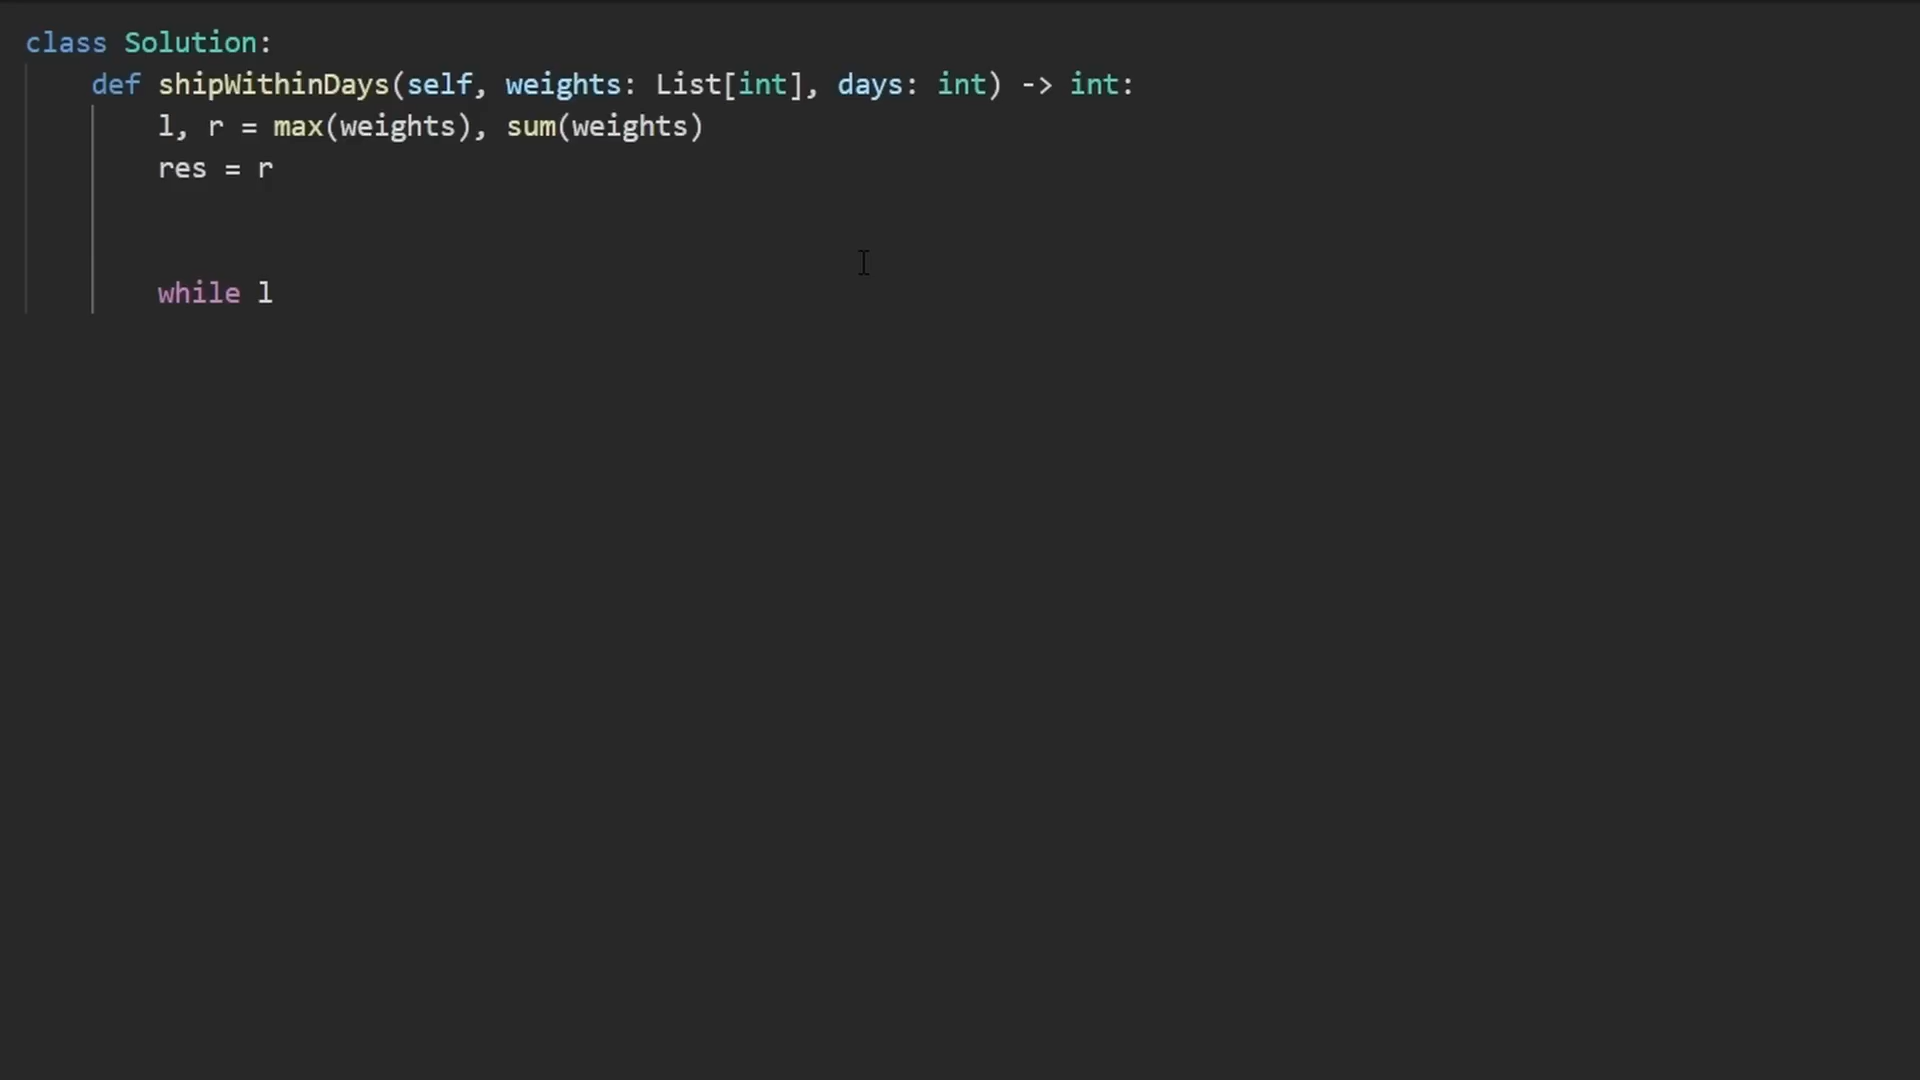 class Solution:
    def shipWithinDays(self, weights: List[int], days: int) -> int:
        l, r = max(weights), sum(weights)
        res = r
        while l